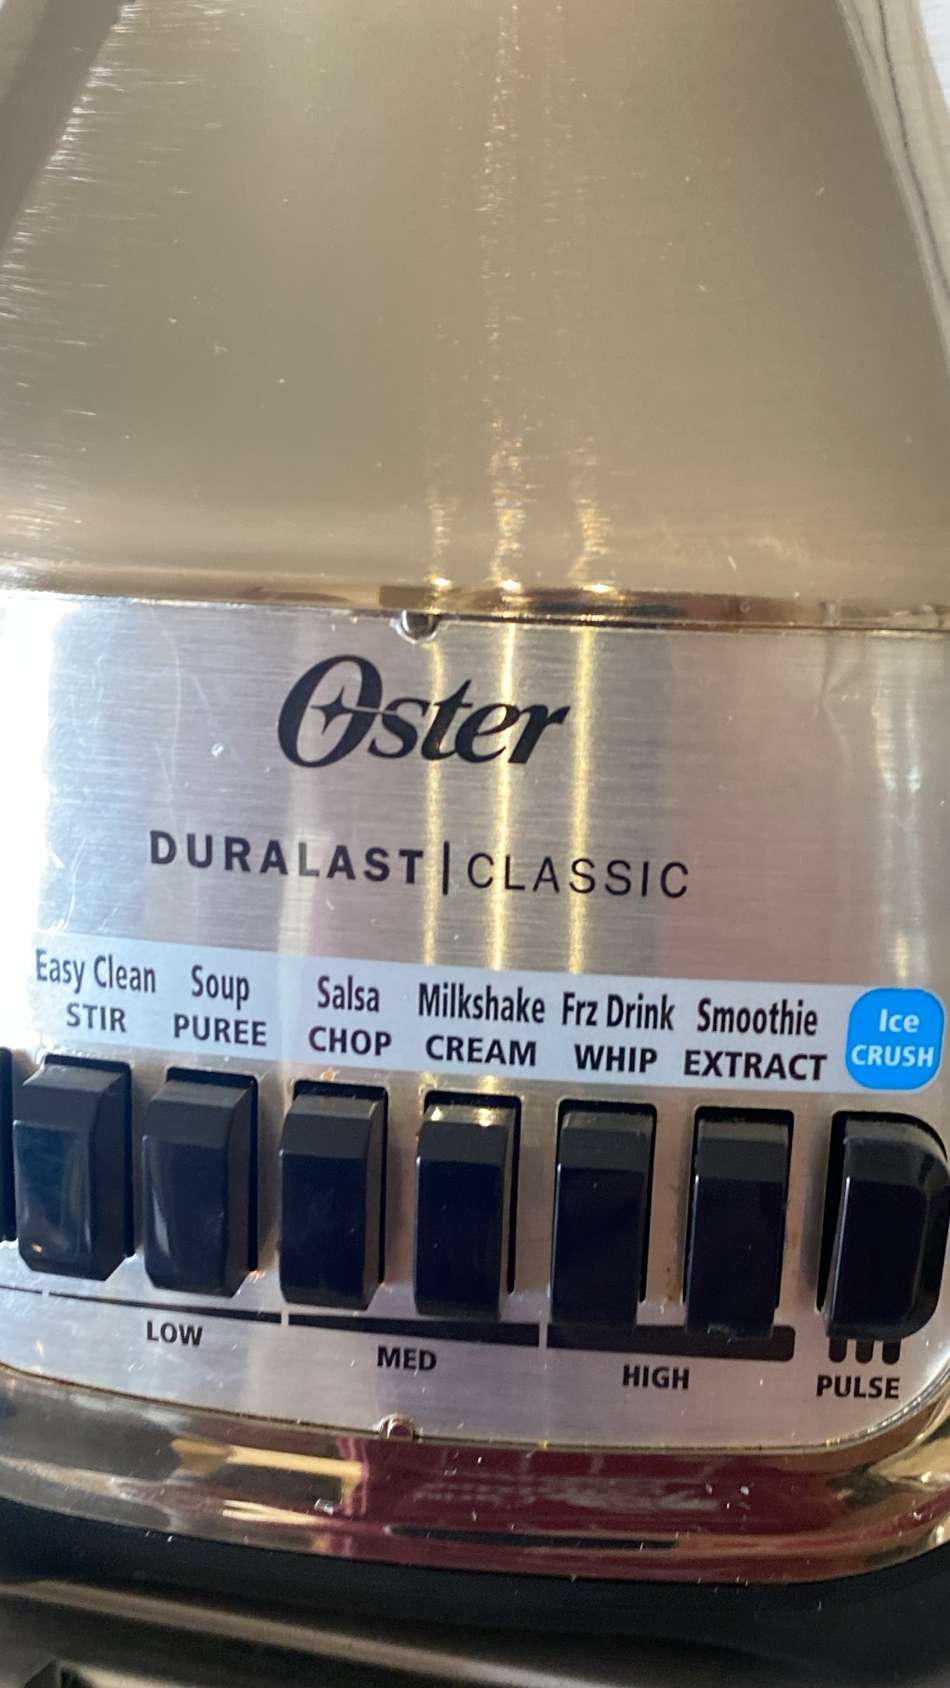 Oster
DURALAST | CLASSIC
Easy Clean Soup Salsa Milkshake Frz Drink Smoothie Ice
STIR PUREE CHOP CREAM WHIP EXTRACT CRUSH
LOW MED HIGH PULSE